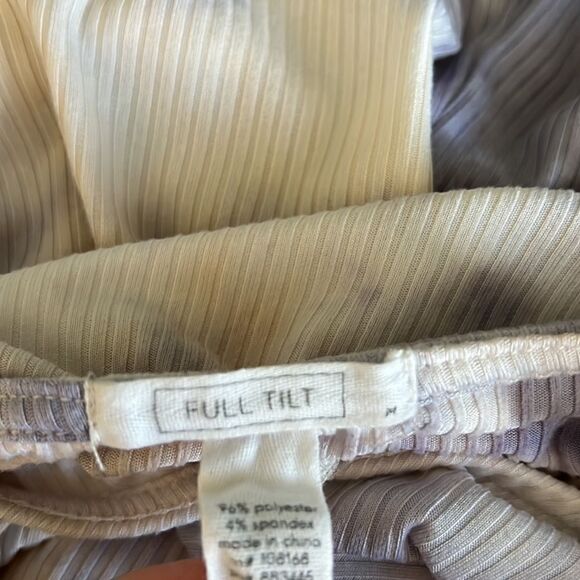 FULL TILT
M
96% polyester
4% spandex
made in china